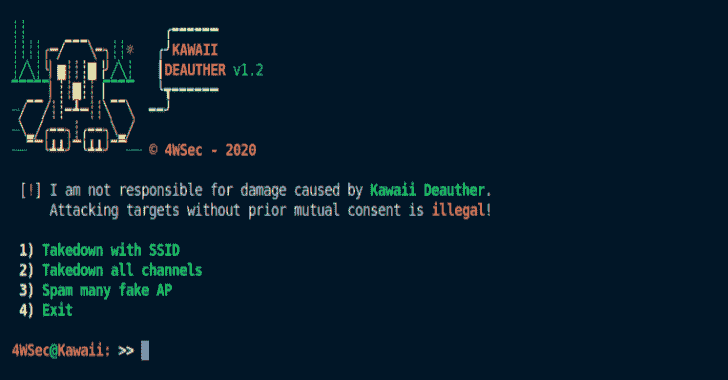 KAWAII
DEAUTHER v1.2
© 4WSec - 2020
[!] I am not responsible for damage caused by Kawaii Deauther.
Attacking targets without prior mutual consent is illegal!
1) Takedown with SSID
2) Takedown all channels
3) Spam many fake AP
4) Exit
4WSec@Kawaii: >>